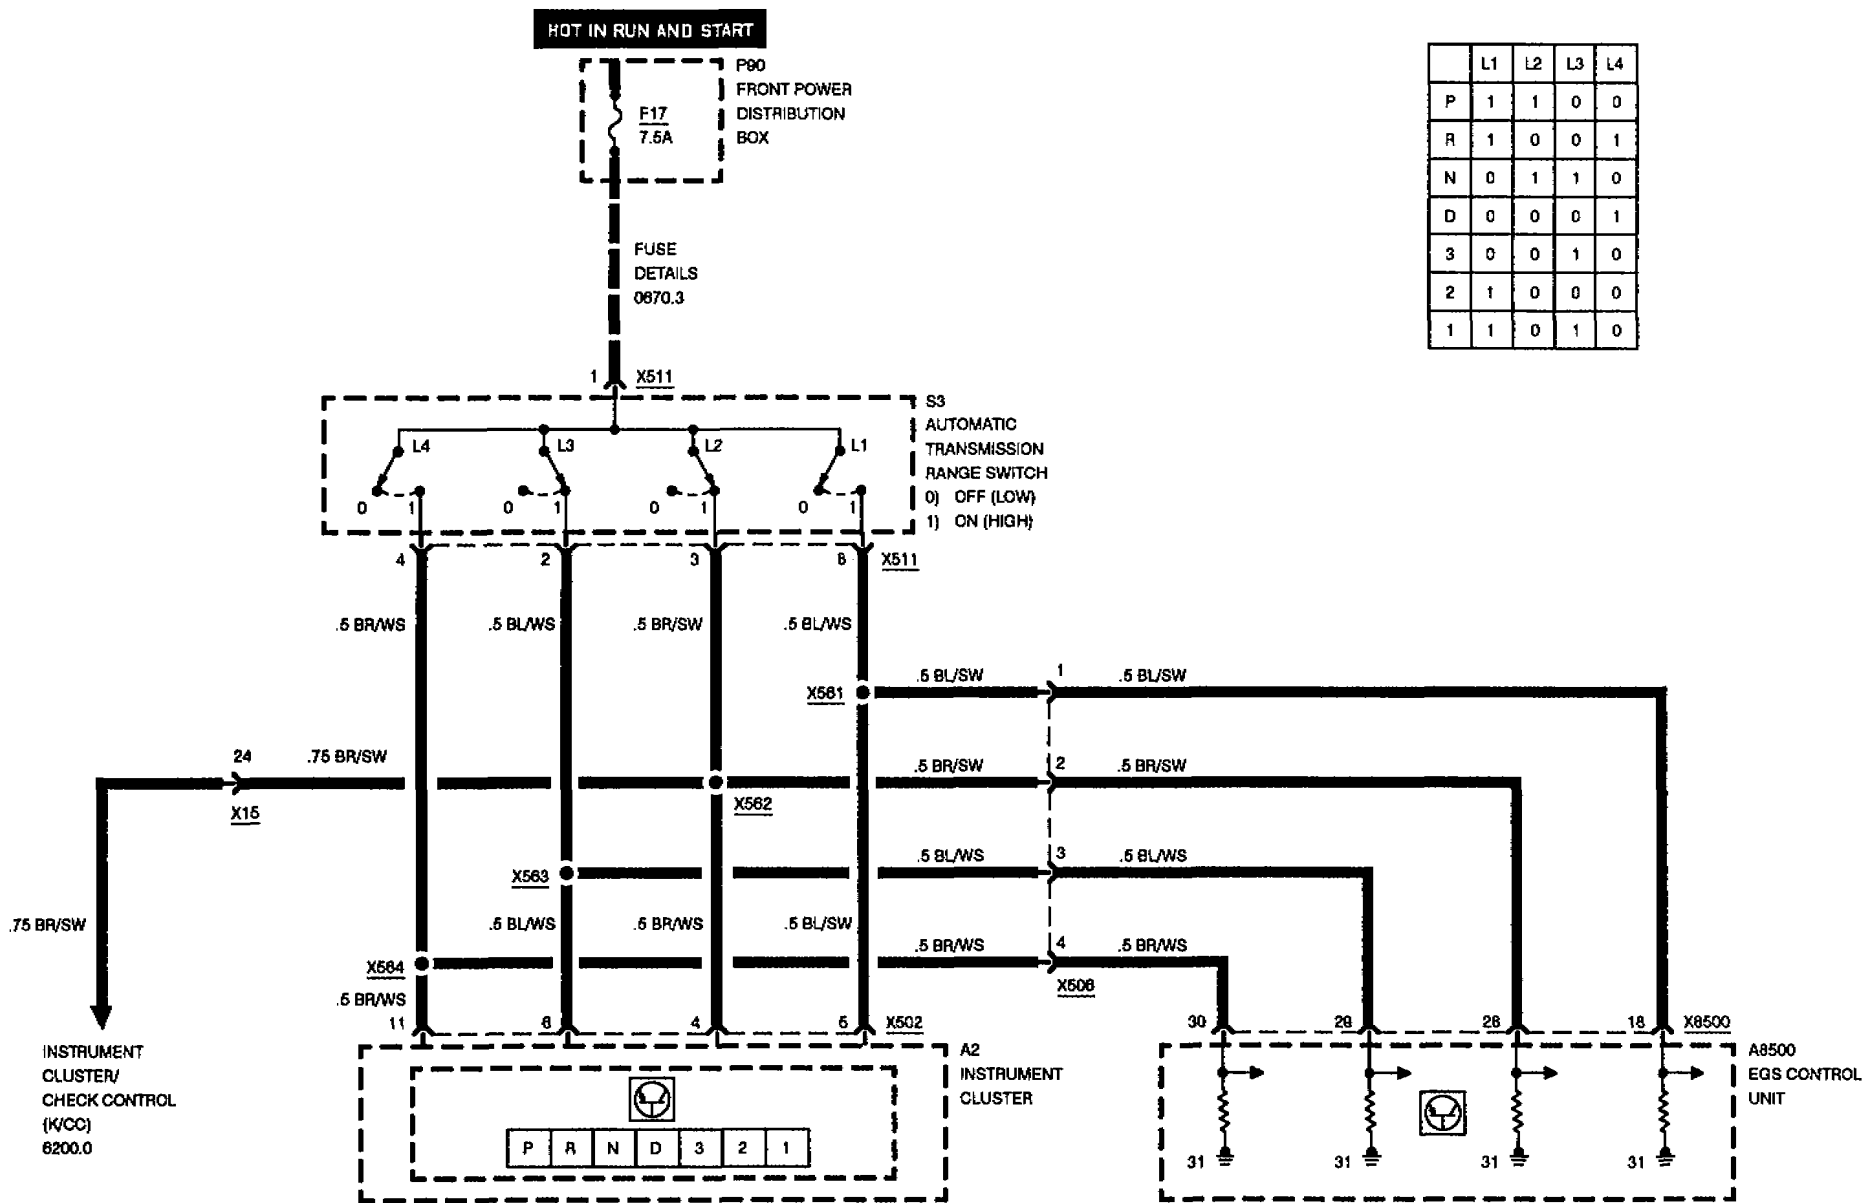 HOT IN RUN AND START
P90
FRONT POWER
DISTRIBUTION
BOX
F17
7.5A
FUSE
DETAILS
0670.3
L1 L2 L3 L4
P 1 1 0 0
R 1 0 0 1
N 0 1 1 0
D 0 0 0 1
3 0 0 1 0
2 1 0 0 0
1 1 0 1 0
1 X511
S3
AUTOMATIC
TRANSMISSION
RANGE SWITCH
0) OFF (LOW)
1) ON (HIGH)
L4 L3 L2 L1
0 1 0 1 0 1 0 1
4 2 3 8 X511
.5 BR/WS .5 BL/WS .5 BR/SW .5 BL/WS
X561 .5 BL/SW 1 .5 BL/SW
24 .75 BR/SW .5 BR/SW 2 .5 BR/SW
X15 X562
X563 .5 BL/WS 3 .5 BL/WS
.75 BR/SW .5 BL/WS .5 BR/WS .5 BL/SW
X564 .5 BR/WS 4 .5 BR/WS
X506
.5 BR/WS
11 6 4 5 X502
30 29 28 18 X8500
INSTRUMENT
CLUSTER/
CHECK CONTROL
(K/CC)
6200.0
A2
INSTRUMENT
CLUSTER
P R N D 3 2 1
A8500
EGS CONTROL
UNIT
31 31 31 31